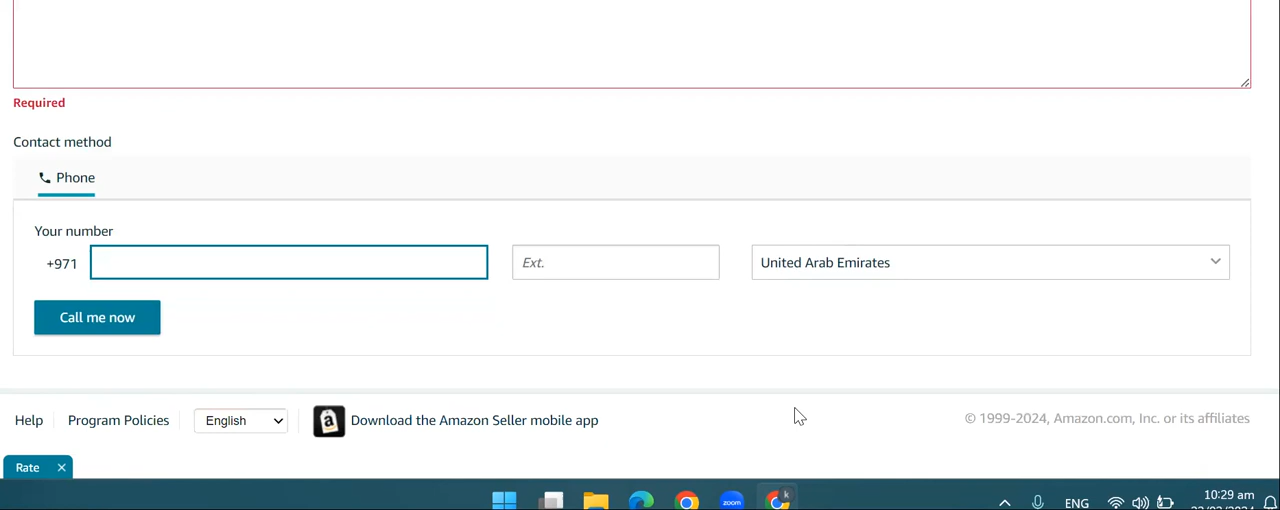 Required
Contact method
Phone
Your number
+971 Ext. United Arab Emirates
Call me now
Help Program Policies English Download the Amazon Seller mobile app © 1999-2024, Amazon.com, Inc. or its affiliates
Rate
zoom k ENG 10:29 am